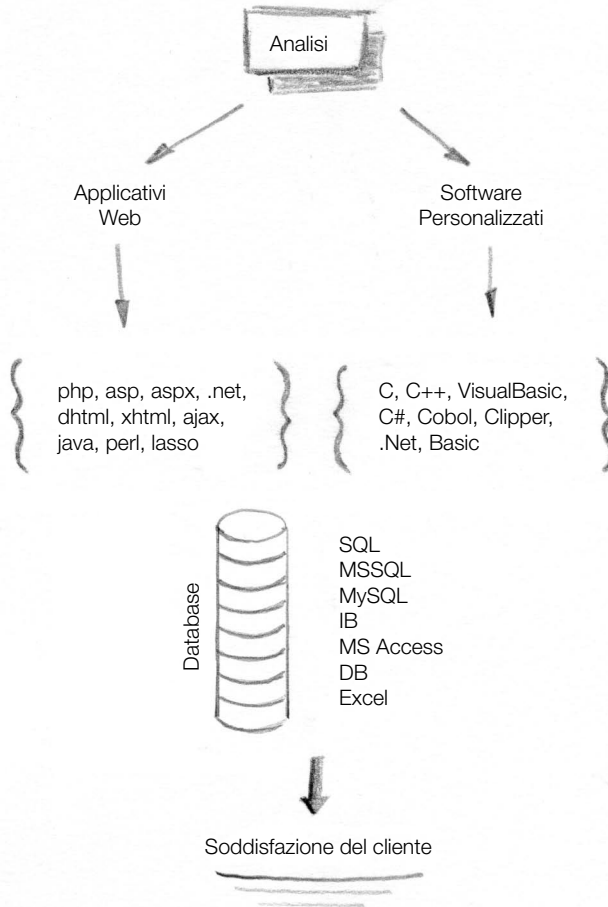 Analisi
Applicativi
Web
Software
Personalizzati
php, asp, aspx, .net,
dhtml, xhtml, ajax,
java, perl, lasso
C, C++, VisualBasic,
C#, Cobol, Clipper,
.Net, Basic
Database
SQL
MSSQL
MySQL
IB
MS Access
DB
Excel
Soddisfazione del cliente